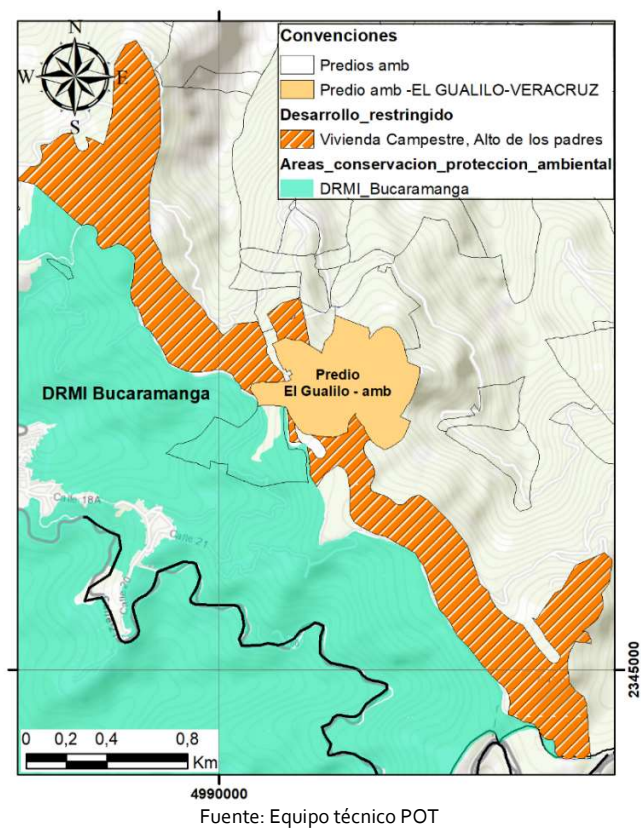 N
W E
S
Convenciones
Predios amb
Predio amb -EL GUALILO-VERACRUZ
Desarrollo_restringido
Vivienda Campestre, Alto de los padres
Areas_conservacion_proteccion_ambiental
DRMI_Bucaramanga
Predio
El Gualilo - amb
DRMI Bucaramanga
Calle 18A
Calle 21
2345000
0 0,2 0,4 0,8
Km
4990000
Fuente: Equipo técnico POT